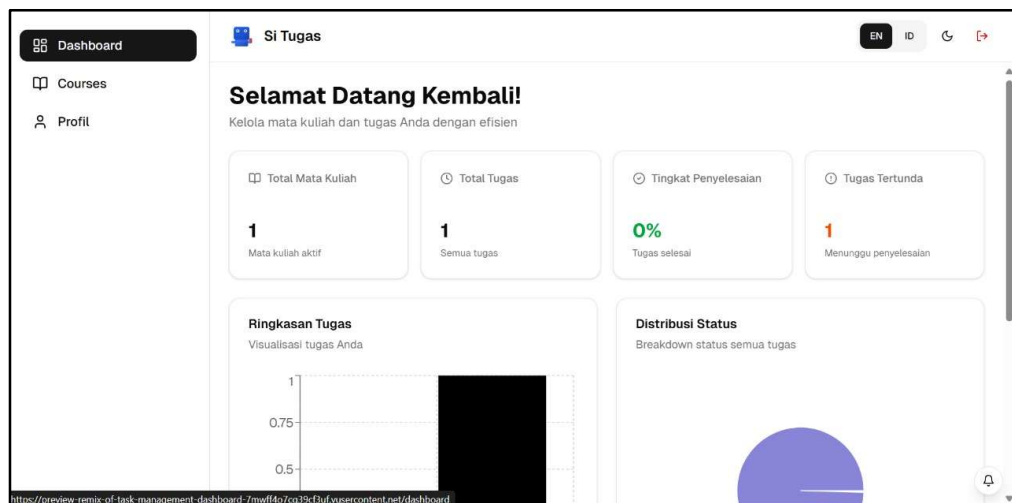 Dashboard
Courses
Profil
Si Tugas
EN ID
Selamat Datang Kembali!
Kelola mata kuliah dan tugas Anda dengan efisien
Total Mata Kuliah
1
Mata kuliah aktif
Total Tugas
1
Semua tugas
Tingkat Penyelesaian
0%
Tugas selesai
Tugas Tertunda
1
Menunggu penyelesaian
Ringkasan Tugas
Visualisasi tugas Anda
1
0.75
0.5
Distribusi Status
Breakdown status semua tugas
https://preview-remix-of-task-management-dashboard-7mwff4o7cq39cf3uf.vusercontent.net/dashboard